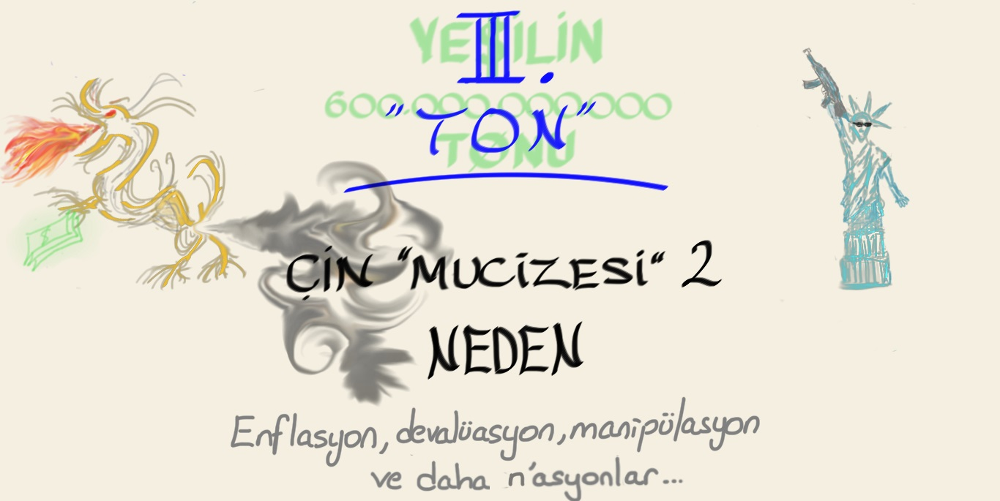 YEŞİLİN
III.
600.000.000.000
"TON"
TONU
ÇİN "MUCİZESİ" 2
NEDEN
Enflasyon, devalüasyon, manipülasyon
ve daha n'asyonlar...